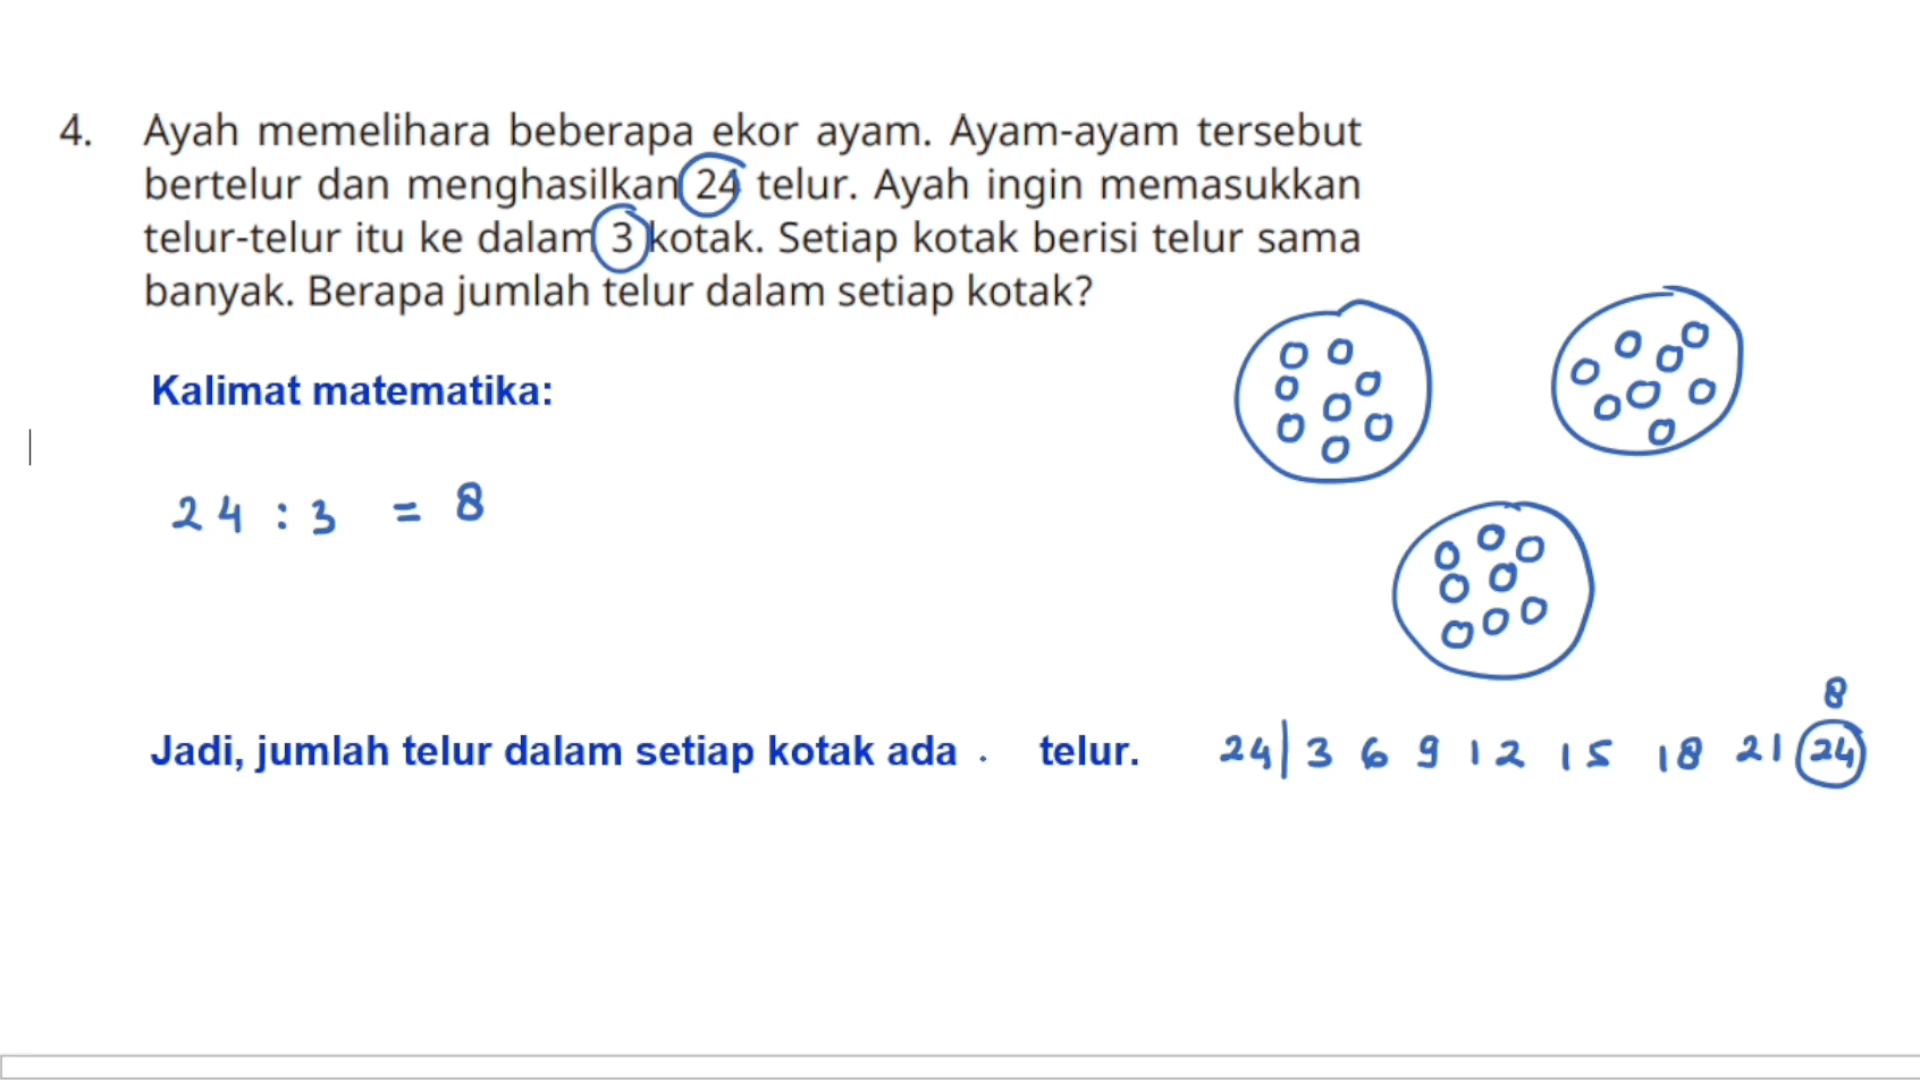 4. Ayah memelihara beberapa ekor ayam. Ayam-ayam tersebut
bertelur dan menghasilkan 24 telur. Ayah ingin memasukkan
telur-telur itu ke dalam 3 kotak. Setiap kotak berisi telur sama
banyak. Berapa jumlah telur dalam setiap kotak?
Kalimat matematika:
24 : 3 = 8
8
Jadi, jumlah telur dalam setiap kotak ada . telur. 24| 3 6 9 12 15 18 21 24